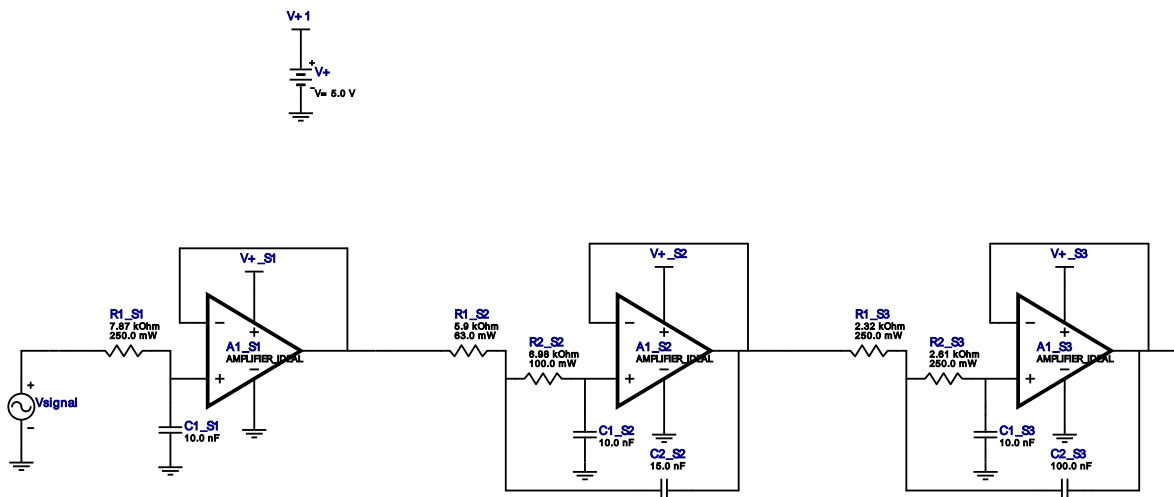 V+ 1
+
V+
-
V= 5.0 V
V+_S1
V+_S2
V+_S3
R1_S1
7.87 kOhm
250.0 mW
-
+
A1_S1
AMPLIFIER_IDEAL
-
+
R1_S2
5.9 kOhm
63.0 mW
R2_S2
6.98 kOhm
100.0 mW
-
+
A1_S2
AMPLIFIER_IDEAL
-
+
R1_S3
2.32 kOhm
250.0 mW
R2_S3
2.61 kOhm
250.0 mW
-
+
A1_S3
AMPLIFIER_IDEAL
-
+
+
Vsignal
-
C1_S1
10.0 nF
C1_S2
10.0 nF
C2_S2
15.0 nF
C1_S3
10.0 nF
C2_S3
100.0 nF